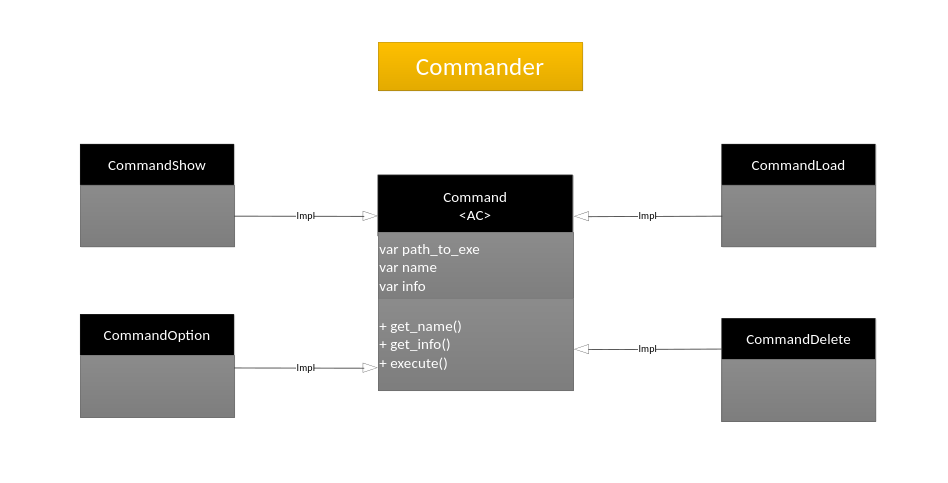 Commander
CommandShow
Impl
CommandOption
Impl
Command
<AC>
var path_to_exe
var name
var info
+ get_name()
+ get_info()
+ execute()
CommandLoad
Impl
CommandDelete
Impl